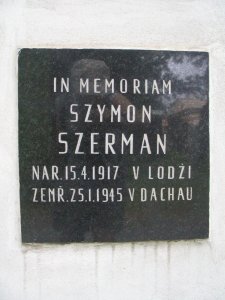 IN MEMORIAM
SZYMON
SZERMAN
NAR. 15.4.1917 V LODŽI
ZEMŘ. 25.1.1945 V DACHAU